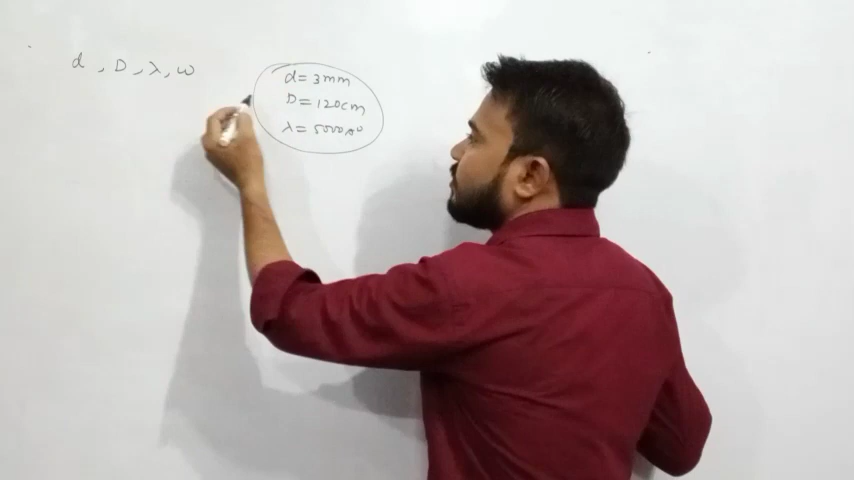 d , D , λ , ω
d = 3mm
D = 120cm
λ = 5000A°